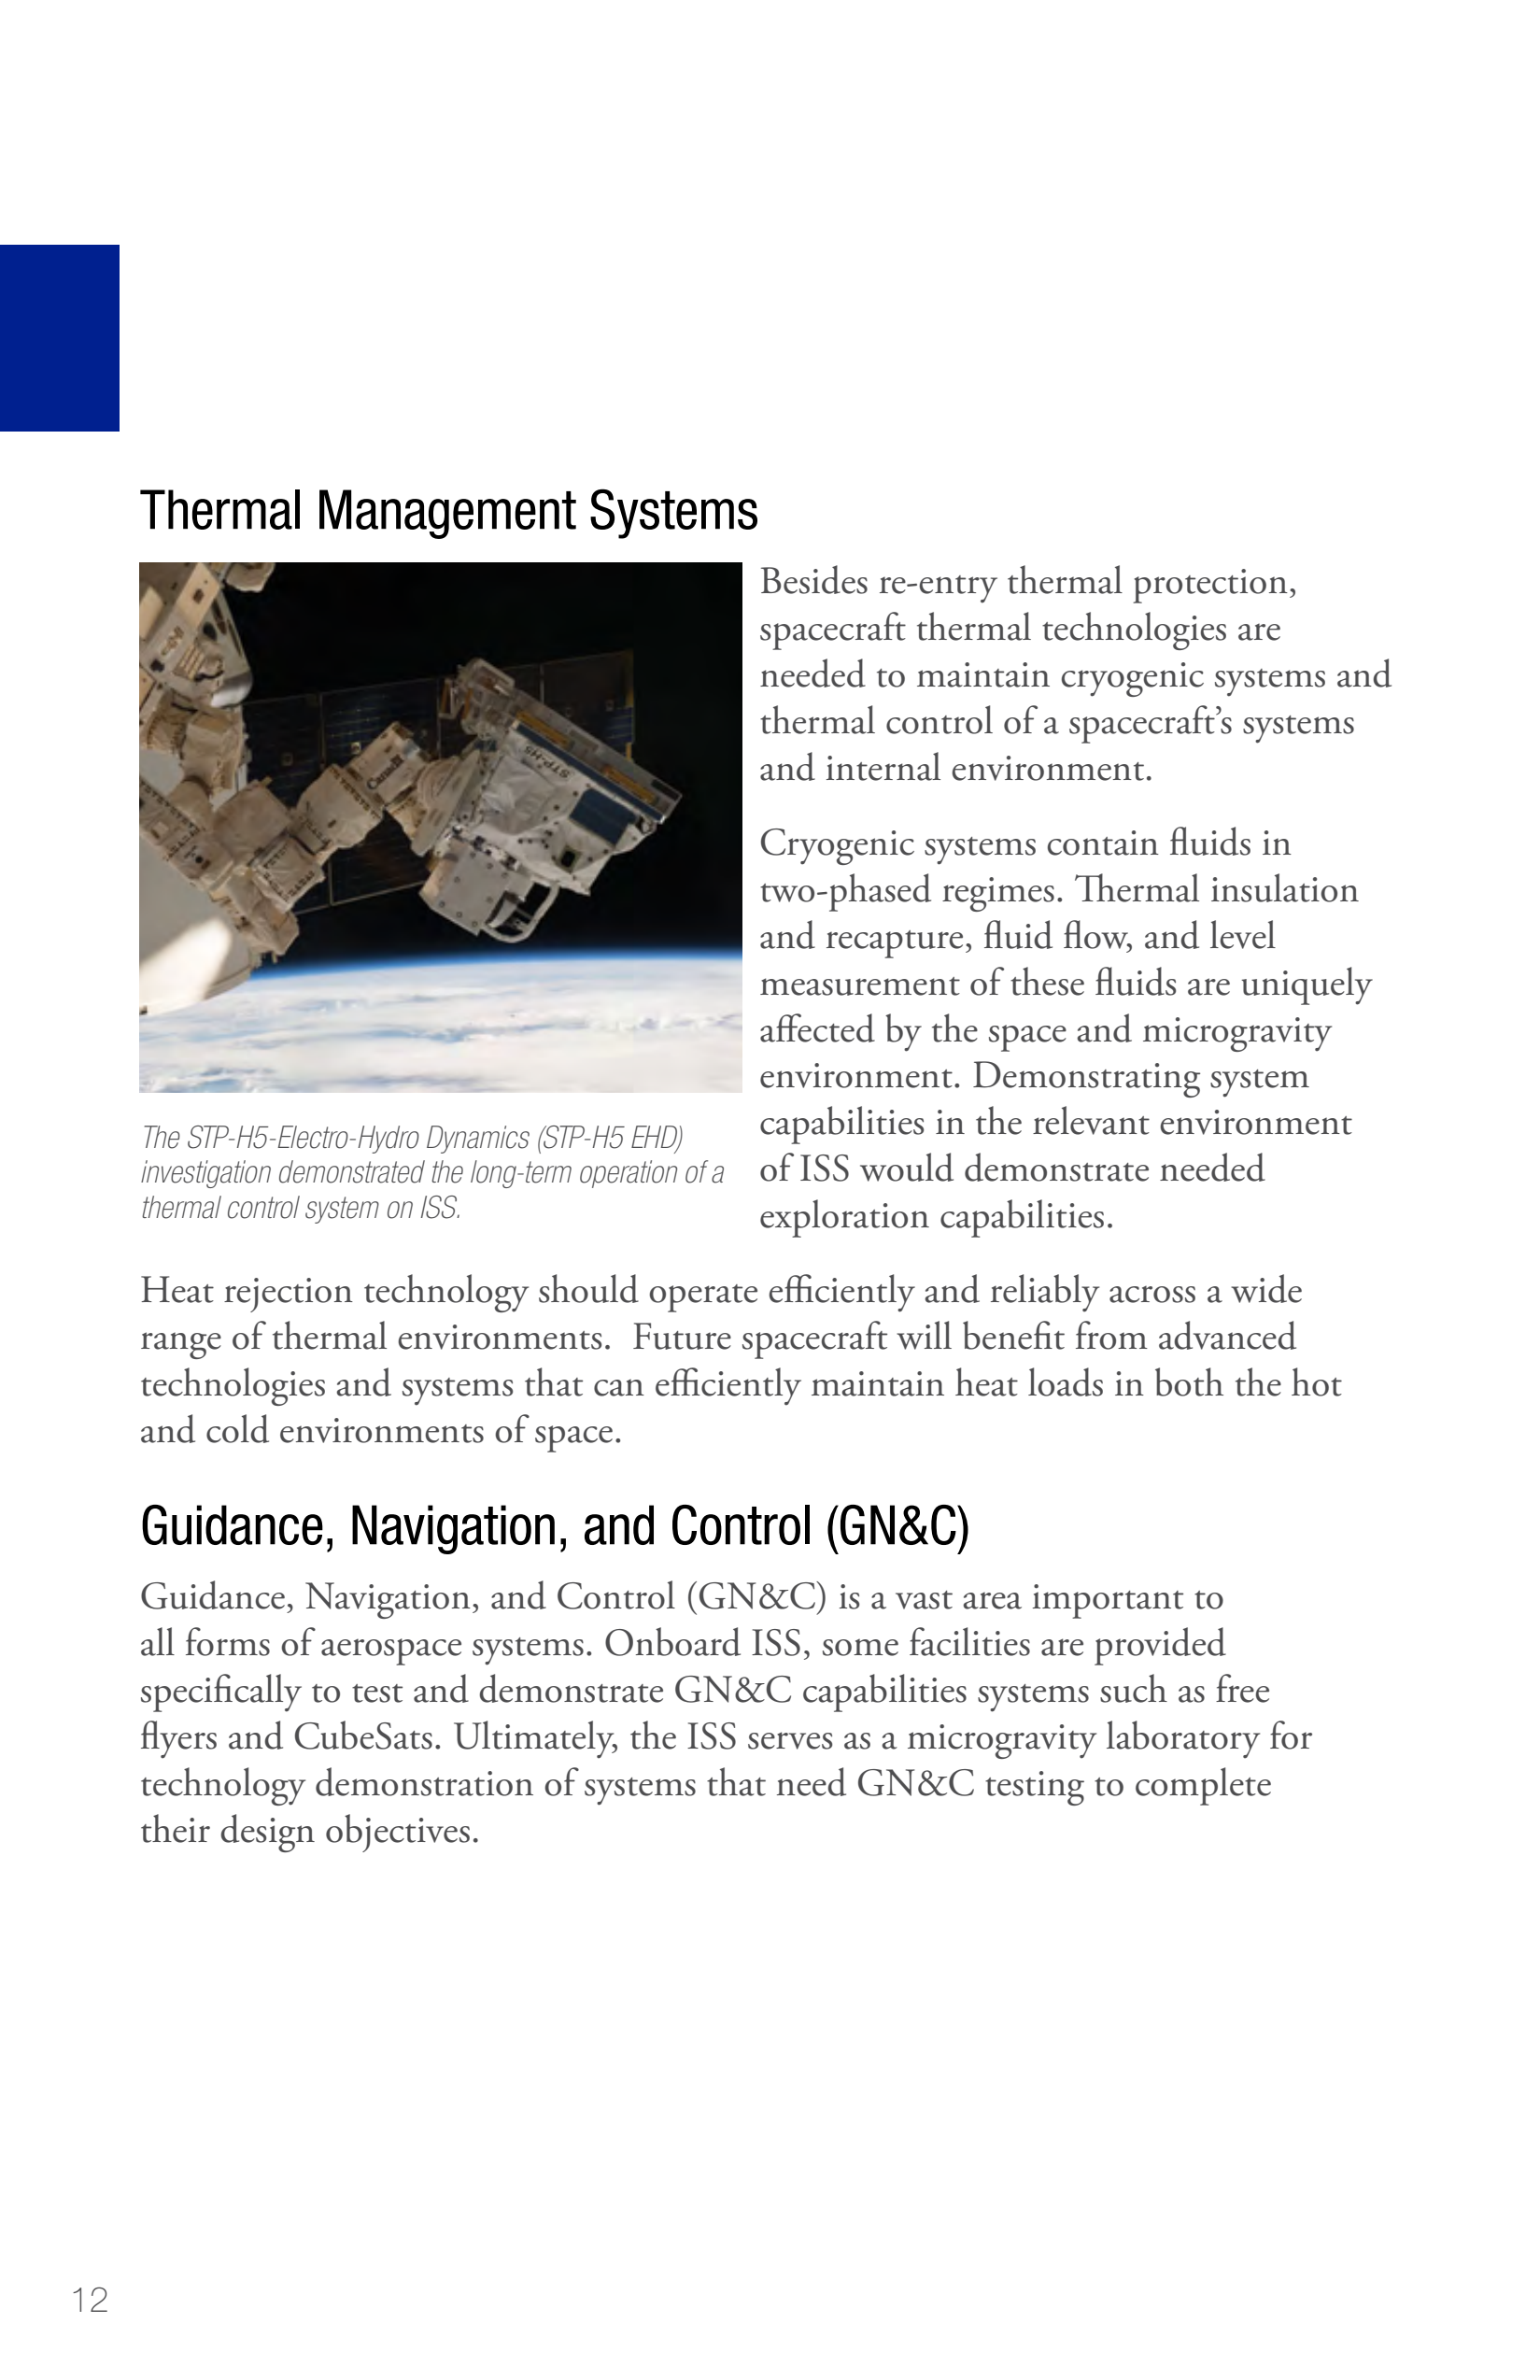 Thermal Management Systems
STP-H5
Canada
The STP-H5-Electro-Hydro Dynamics (STP-H5 EHD)
investigation demonstrated the long-term operation of a
thermal control system on ISS.
Besides re-entry thermal protection,
spacecraft thermal technologies are
needed to maintain cryogenic systems and
thermal control of a spacecraft’s systems
and internal environment.
Cryogenic systems contain fluids in
two-phased regimes. Thermal insulation
and recapture, fluid flow, and level
measurement of these fluids are uniquely
affected by the space and microgravity
environment. Demonstrating system
capabilities in the relevant environment
of ISS would demonstrate needed
exploration capabilities.
Heat rejection technology should operate efficiently and reliably across a wide
range of thermal environments.  Future spacecraft will benefit from advanced
technologies and systems that can efficiently maintain heat loads in both the hot
and cold environments of space.
Guidance, Navigation, and Control (GN&C)
Guidance, Navigation, and Control (GN&C) is a vast area important to
all forms of aerospace systems. Onboard ISS, some facilities are provided
specifically to test and demonstrate GN&C capabilities systems such as free
flyers and CubeSats. Ultimately, the ISS serves as a microgravity laboratory for
technology demonstration of systems that need GN&C testing to complete
their design objectives.
12